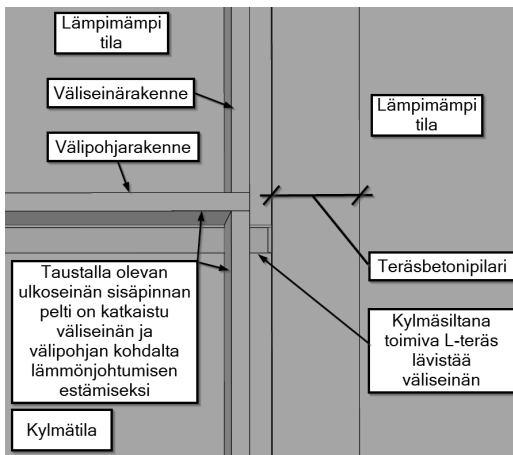 Lämpimämpi
tila
Väliseinärakenne
Välipohjarakenne
Lämpimämpi
tila
Teräsbetonipilari
Taustalla olevan
ulkoseinän sisäpinnan
pelti on katkaistu
väliseinän ja
välipohjan kohdalta
lämmönjohtumisen
estämiseksi
Kylmäsiltana
toimiva L-teräs
lävistää
väliseinän
Kylmätila